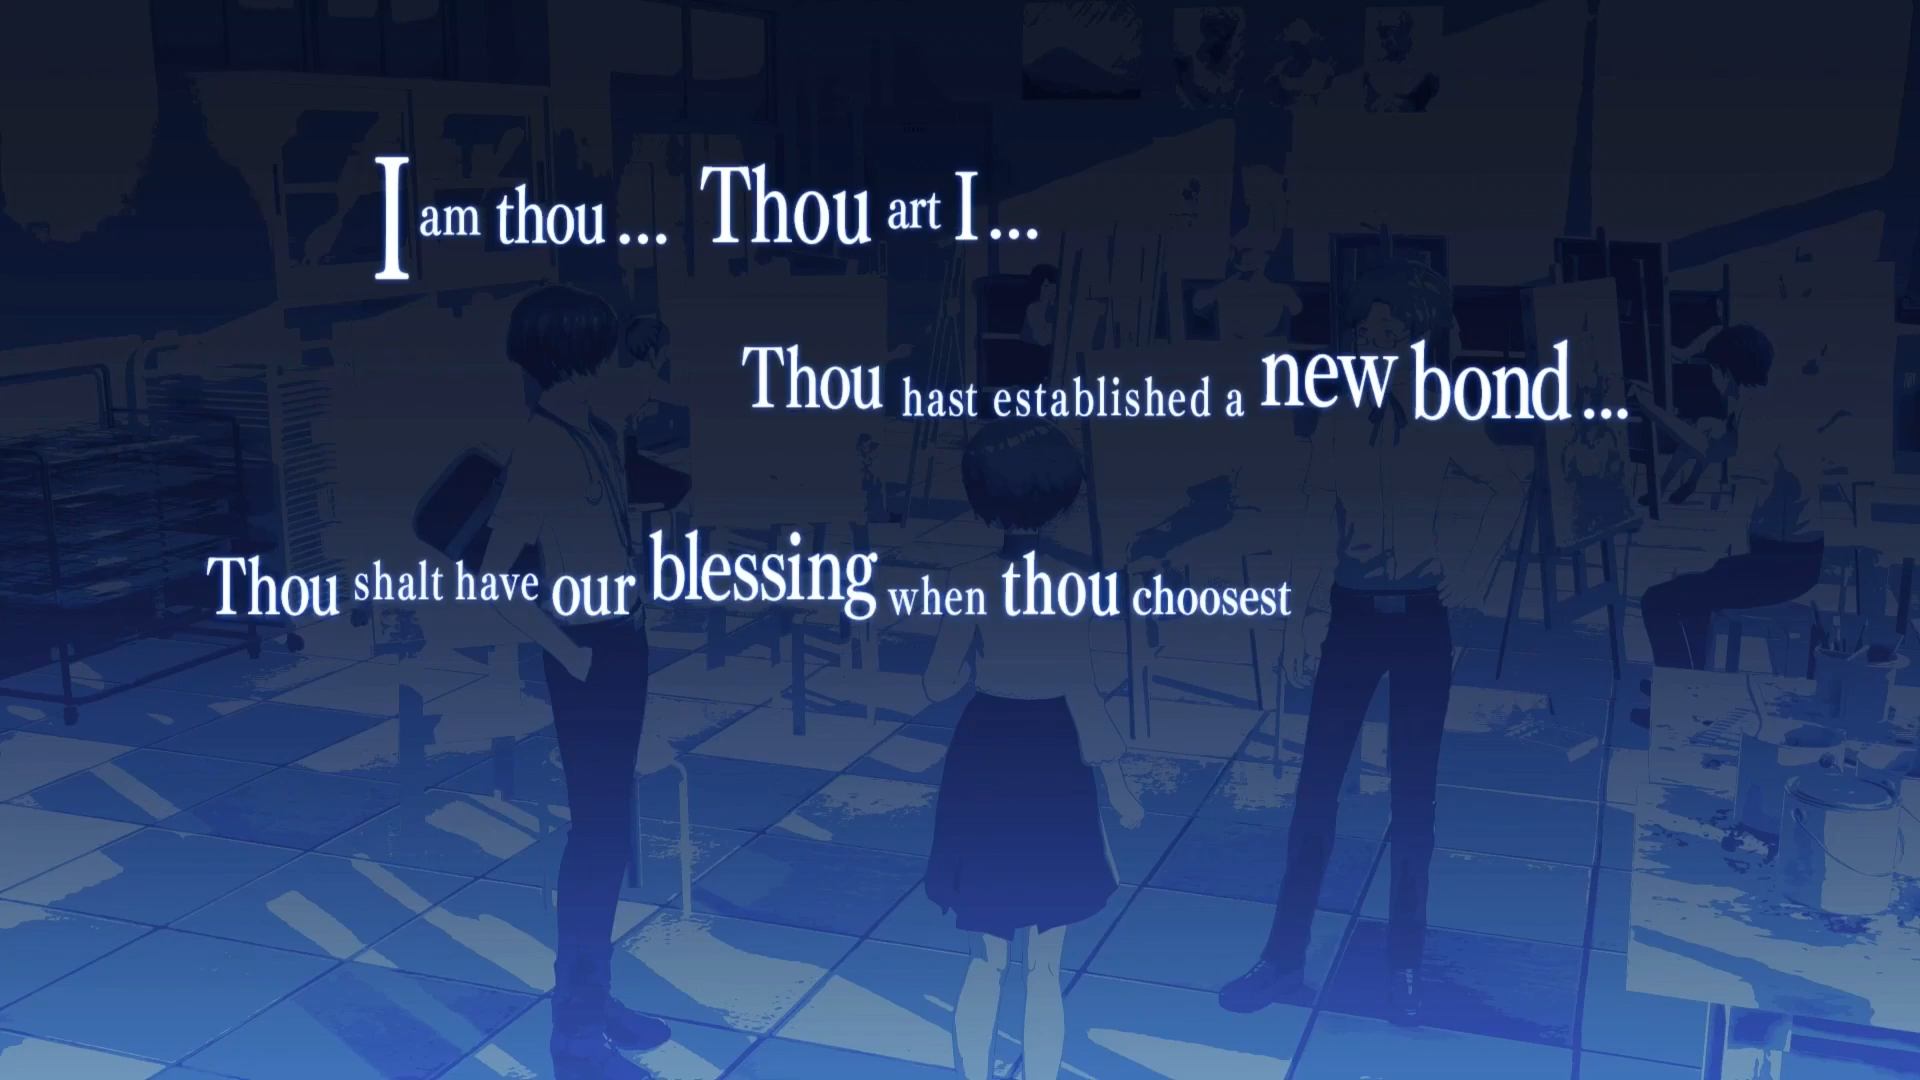 I am thou... Thou art I...
Thou hast established a new bond...
Thou shalt have our blessing when thou choosest